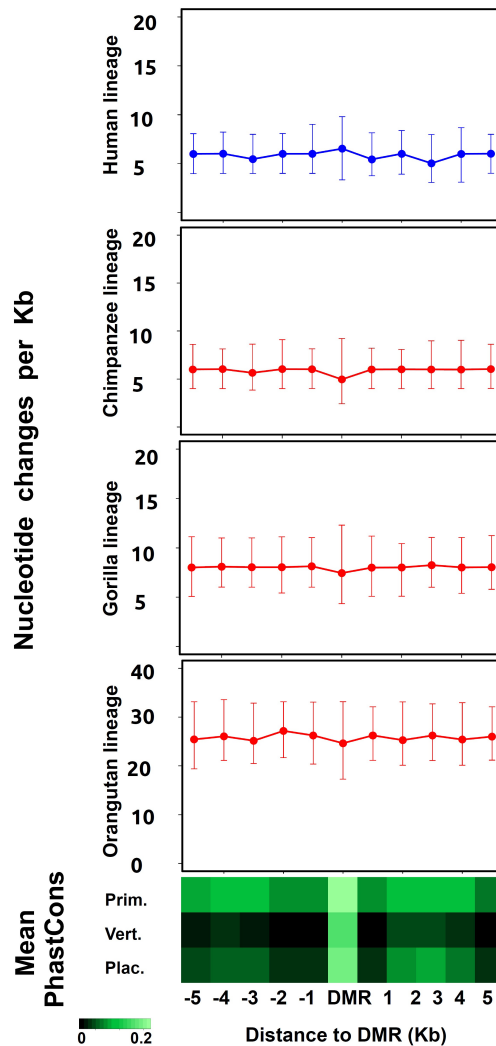 Nucleotide changes per Kb
Human lineage
20
15
10
5
Chimpanzee lineage
20
15
10
5
Gorilla lineage
20
15
10
5
Orangutan lineage
40
30
20
10
0
Mean
PhastCons
Prim.
Vert.
Plac.
-5 -4 -3 -2 -1 DMR 1 2 3 4 5
0 0.2
Distance to DMR (Kb)